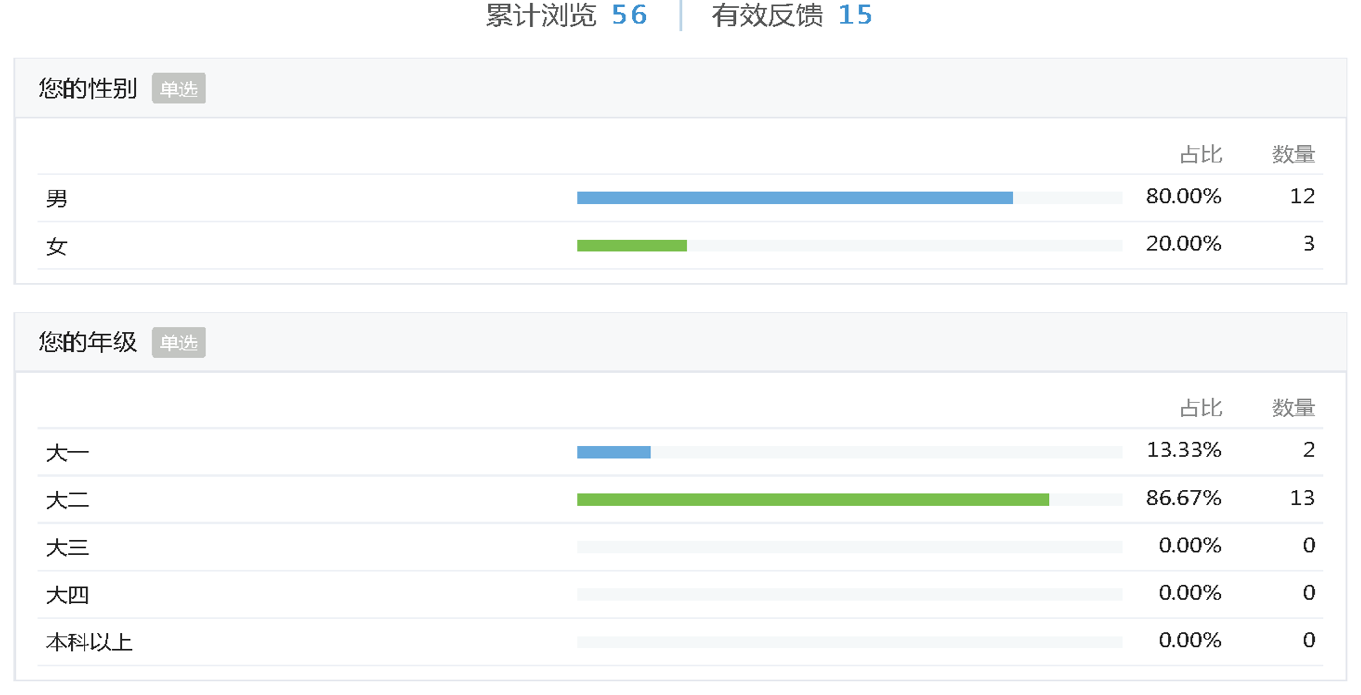 累计浏览 56 有效反馈 15
您的性别 单选
占比 数量
男 80.00% 12
女 20.00% 3
您的年级 单选
占比 数量
大一 13.33% 2
大二 86.67% 13
大三 0.00% 0
大四 0.00% 0
本科以上 0.00% 0